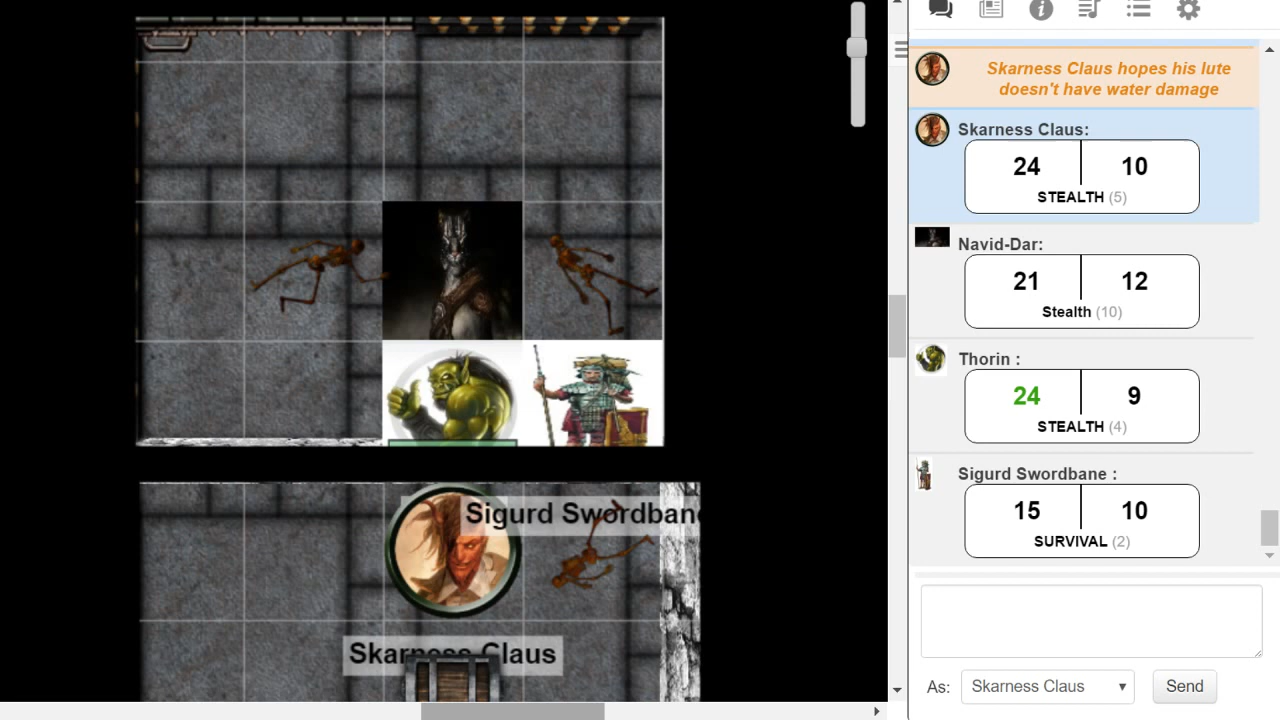 Sigurd Swordban
Skarness Claus
Skarness Claus hopes his lute
doesn't have water damage
Skarness Claus:
24 10
STEALTH (5)
Navid-Dar:
21 12
Stealth (10)
Thorin :
24 9
STEALTH (4)
Sigurd Swordbane :
15 10
SURVIVAL (2)
As: Skarness Claus Send